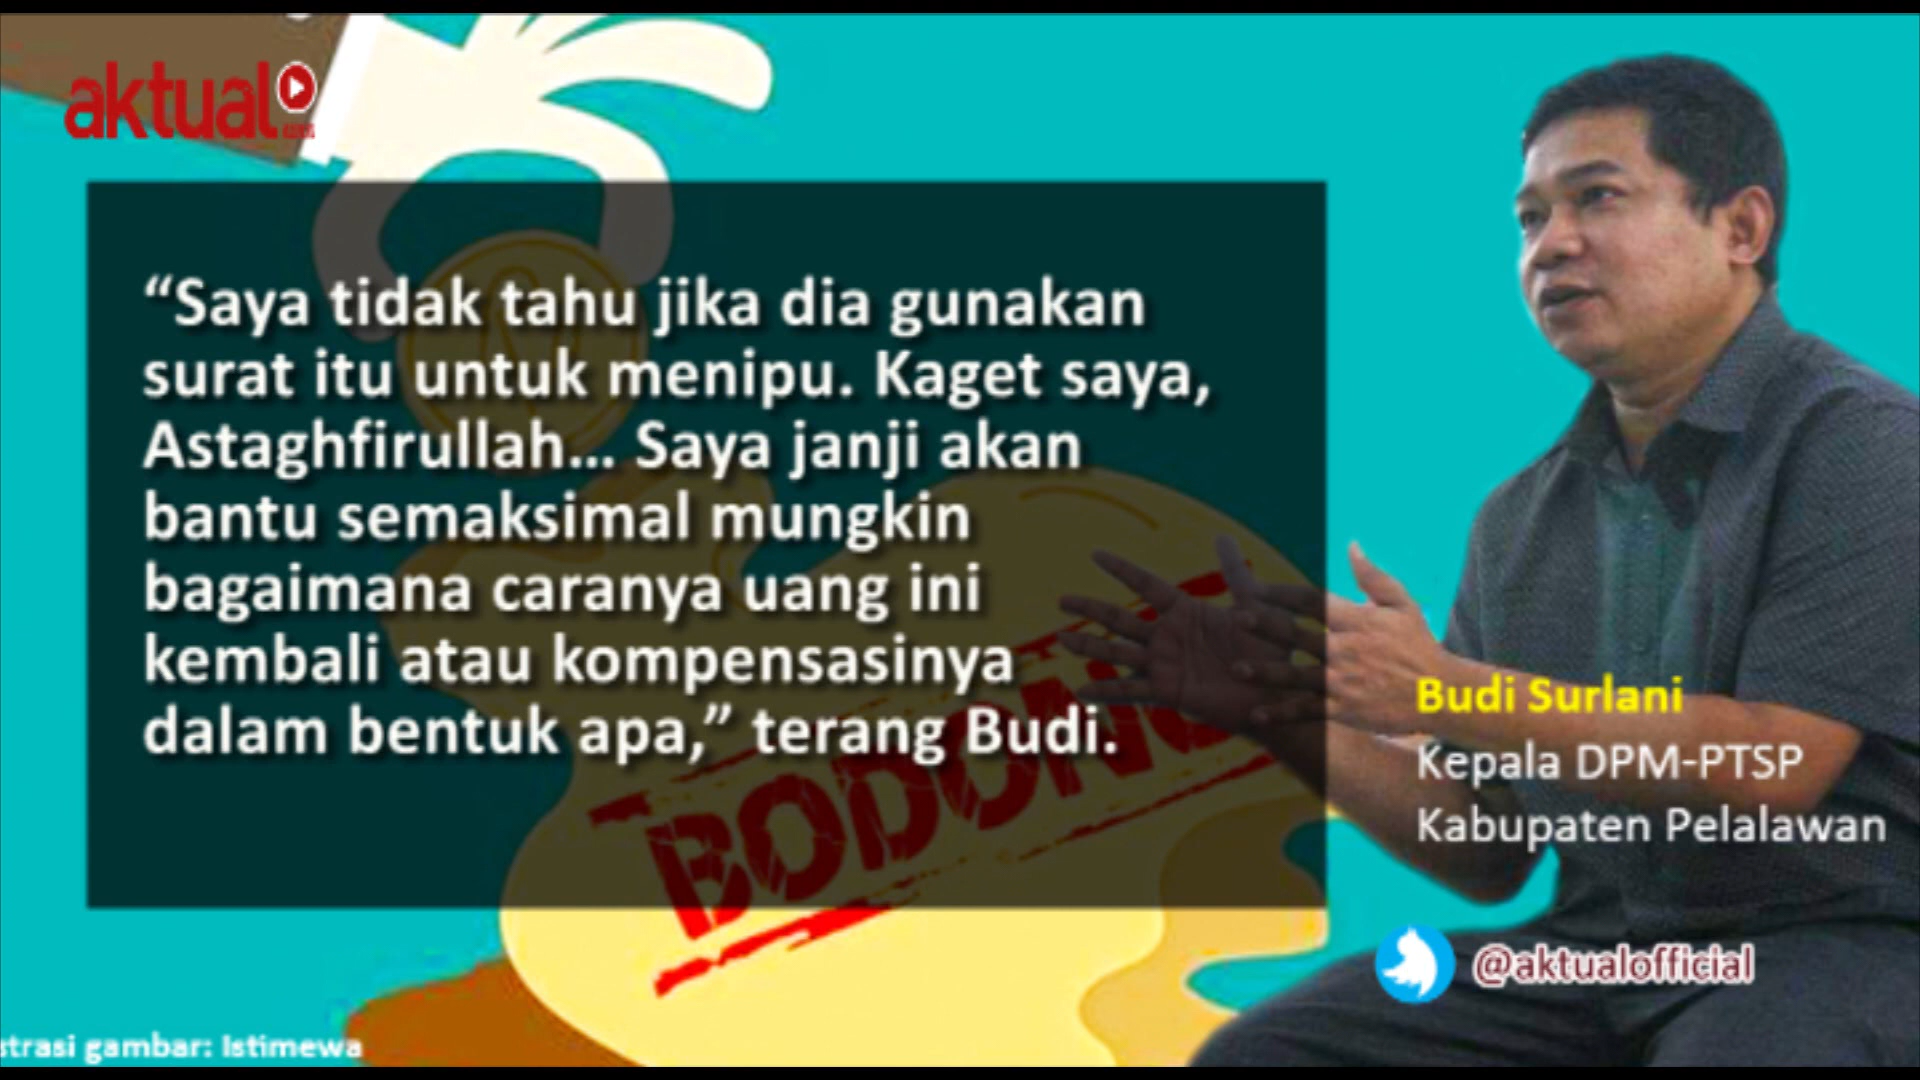 aktual
“Saya tidak tahu jika dia gunakan
surat itu untuk menipu. Kaget saya,
Astaghfirullah... Saya janji akan
bantu semaksimal mungkin
bagaimana caranya uang ini
kembali atau kompensasinya
dalam bentuk apa,” terang Budi.
BODONG
Budi Surlani
Kepala DPM-PTSP
Kabupaten Pelalawan
@aktualofficial
strasi gambar: Istimewa